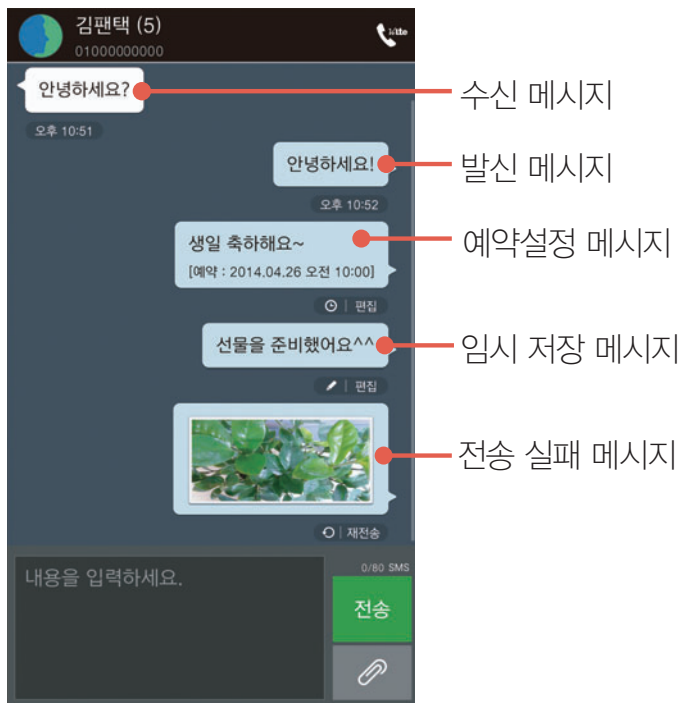 김팬택 (5)
01000000000
안녕하세요?
수신 메시지
오후 10:51
안녕하세요!
발신 메시지
오후 10:52
생일 축하해요~
예약설정 메시지
[예약 : 2014.04.26 오전 10:00]
편집
선물을 준비했어요^^
임시 저장 메시지
편집
전송 실패 메시지
재전송
내용을 입력하세요.
0/80 SMS
전송